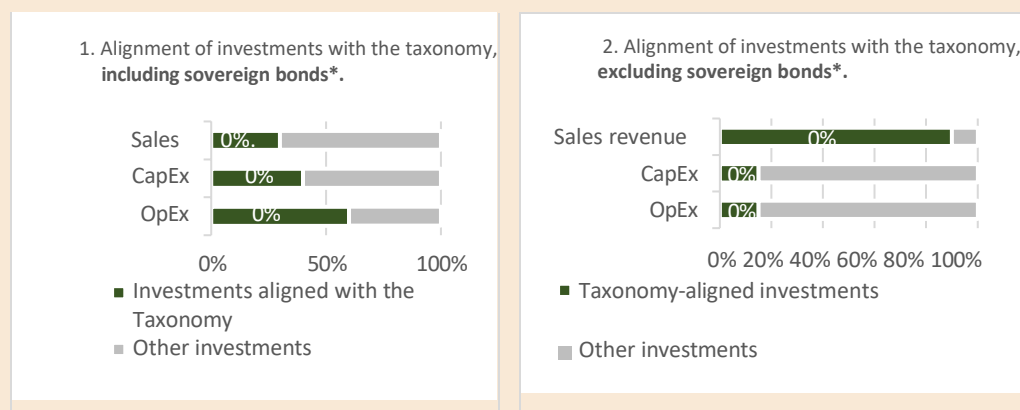 1. Alignment of investments with the taxonomy,
including sovereign bonds*.
Sales
0%.
CapEx
0%
OpEx
0%
0% 50% 100%
Investments aligned with the
Taxonomy
Other investments
2. Alignment of investments with the taxonomy,
excluding sovereign bonds*.
Sales revenue
0%
CapEx
0%
OpEx
0%
0% 20% 40% 60% 80% 100%
Taxonomy-aligned investments
Other investments